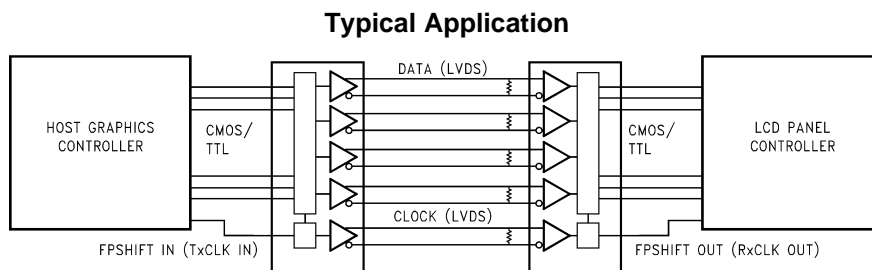 Typical Application
DATA (LVDS)
HOST GRAPHICS
CONTROLLER
CMOS/
TTL
CMOS/
TTL
LCD PANEL
CONTROLLER
CLOCK (LVDS)
FPSHIFT IN (TxCLK IN)
FPSHIFT OUT (RxCLK OUT)